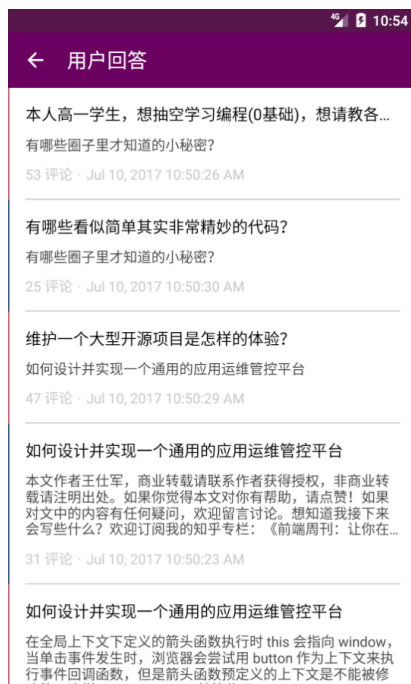 4G 10:54
用户回答
本人高一学生，想抽空学习编程(0基础)，想请教各...
有哪些圈子里才知道的小秘密？
53 评论 · Jul 10, 2017 10:50:26 AM
有哪些看似简单其实非常精妙的代码？
有哪些圈子里才知道的小秘密？
25 评论 · Jul 10, 2017 10:50:30 AM
维护一个大型开源项目是怎样的体验？
如何设计并实现一个通用的应用运维管控平台
47 评论 · Jul 10, 2017 10:50:29 AM
如何设计并实现一个通用的应用运维管控平台
本文作者王仕军，商业转载请联系作者获得授权，非商业转
载请注明出处。如果你觉得本文对你有帮助，请点赞！如果
对文中的内容有任何疑问，欢迎留言讨论。想知道我接下来
会写些什么？欢迎订阅我的知乎专栏：《前端周刊：让你在...
31 评论 · Jul 10, 2017 10:50:23 AM
如何设计并实现一个通用的应用运维管控平台
在全局上下文下定义的箭头函数执行时 this 会指向 window，
当单击事件发生时，浏览器会尝试用 button 作为上下文来执
行事件回调函数，但是箭头函数预定义的上下文是不能被修